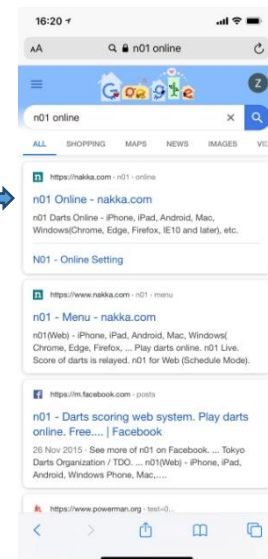 16:20
AA n01 online
Google
Z
n01 online
ALL SHOPPING MAPS NEWS IMAGES VI
n https://nakka.com › n01 › online
n01 Online - nakka.com
n01 Darts Online - iPhone, iPad, Android, Mac,
Windows(Chrome, Edge, Firefox, IE10 and later), etc.
N01 - Online Setting
n https://www.nakka.com › n01 › menu
n01 - Menu - nakka.com
n01(Web) - iPhone, iPad, Android, Mac, Windows(
Chrome, Edge, Firefox, ... Play darts online. n01 Live.
Score of darts is relayed. n01 for Web (Schedule Mode).
https://m.facebook.com › posts
n01 - Darts scoring web system. Play darts
online. Free.... | Facebook
26 Nov 2015 · See more of n01 on Facebook. ... Tokyo
Darts Organization / TDO. ... n01(Web) - iPhone, iPad,
Android, Windows Phone, Mac,....
https://www.powerman.org › test=0...